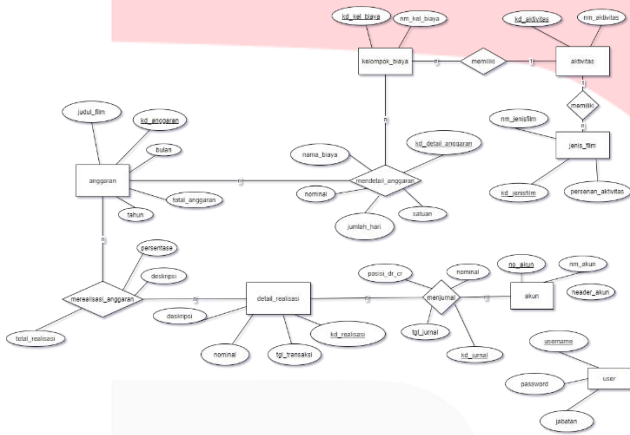 kd_kel_biaya
nm_kel_biaya
kd_aktivitas
nm_aktivitas
kelompok_biaya
memiliki
aktivitas
memiliki
judul_film
kd_anggaran
bulan
anggaran
total_anggaran
tahun
nama_biaya
kd_detail_anggaran
mendetail_anggaran
nominal
jumlah_hari
satuan
n
nm_jenisfilm
jenis_film
kd_jenisfilm
persenan_aktivitas
persentase
deskripsi
merealisasi_anggaran
total_realisasi
deskripsi
detail_realisasi
nominal
tgl_transaksi
kd_realisasi
posisi_dr_cr
nominal
menjurnal
tgl_jurnal
kd_jurnal
no_akun
nm_akun
akun
header_akun
username
password
user
jabatan